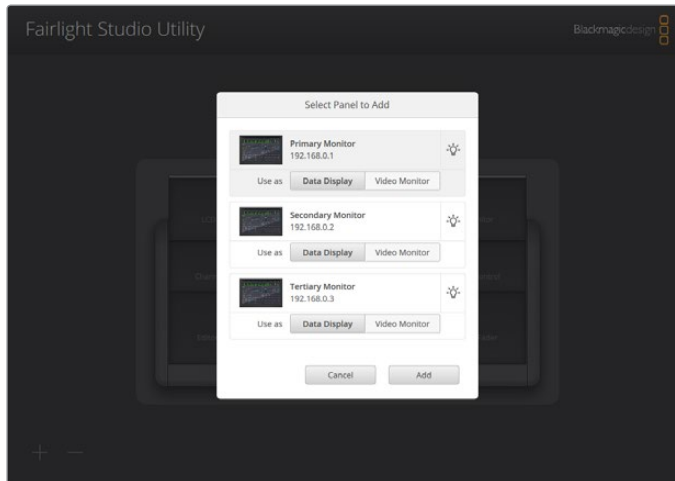 Fairlight Studio Utility
Blackmagicdesign
Select Panel to Add
Primary Monitor
192.168.0.1
Use as Data Display Video Monitor
Secondary Monitor
192.168.0.2
Use as Data Display Video Monitor
Tertiary Monitor
192.168.0.3
Use as Data Display Video Monitor
Cancel Add